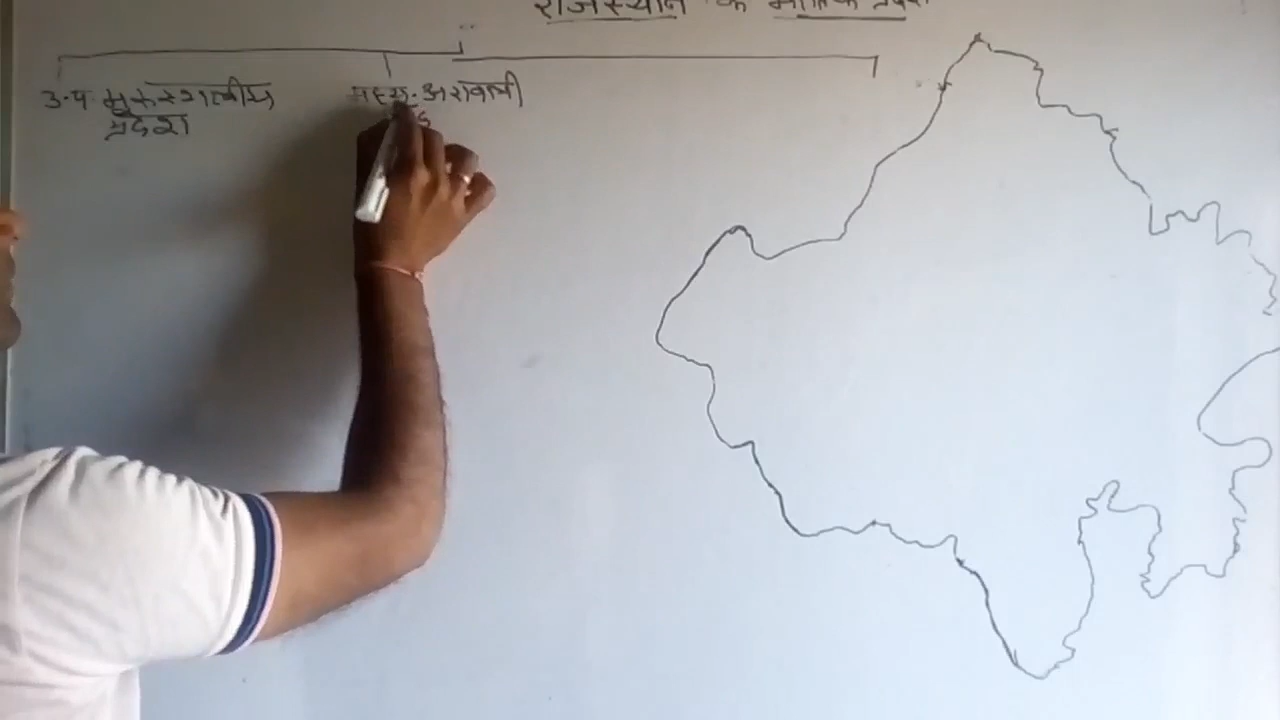 राजस्थान के भौतिक प्रदेश
उ.प. मरुस्थलीय मध्य-अरावली
प्रदेश